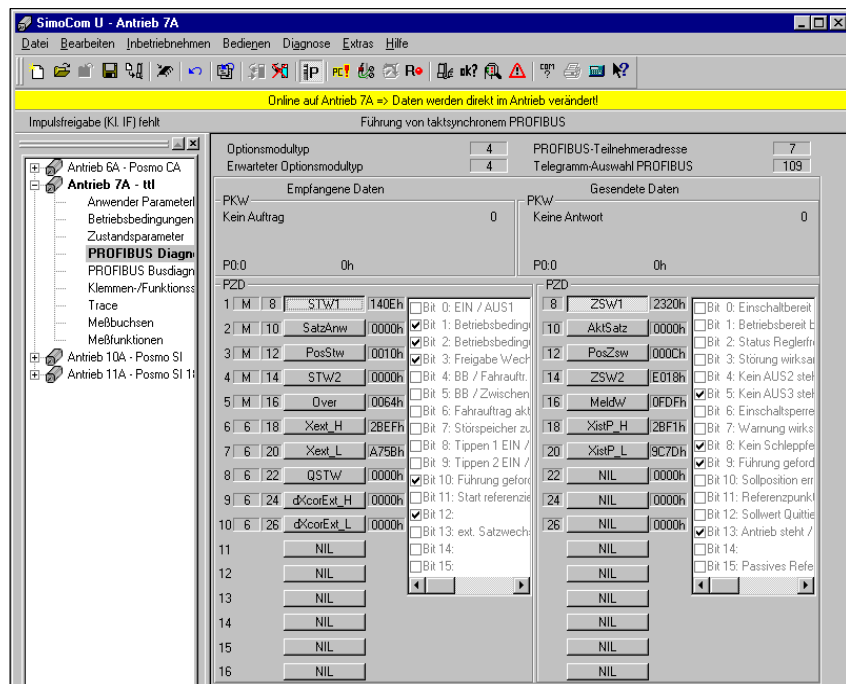 SimoCom U - Antrieb 7A
Datei Bearbeiten Inbetriebnehmen Bedienen Diagnose Extras Hilfe
Online auf Antrieb 7A => Daten werden direkt im Antrieb verändert!
Impulsfreigabe (Kl. IF) fehlt Führung von taktsynchronem PROFIBUS
Antrieb 6A - Posmo CA
Antrieb 7A - ttl
Anwender Parameterl
Betriebsbedingungen
Zustandsparameter
PROFIBUS Diagn
PROFIBUS Busdiagn
Klemmen-/Funktionss
Trace
Meßbuchsen
Meßfunktionen
Antrieb 10A - Posmo SI
Antrieb 11A - Posmo SI 1
Optionsmodultyp 4 PROFIBUS-Teilnehmeradresse 7
Erwarteter Optionsmodultyp 4 Telegramm-Auswahl PROFIBUS 109
Empfangene Daten Gesendete Daten
PKW PKW
Kein Auftrag 0 Keine Antwort 0
P0:0 0h P0:0 0h
PZD PZD
1 M 8 STW1 140Eh
2 M 10 SatzAnw 0000h
3 M 12 PosStw 0010h
4 M 14 STW2 0000h
5 M 16 Over 0064h
6 6 18 Xext_H 2BEFh
7 6 20 Xext_L A75Bh
8 6 22 QSTW 0000h
9 6 24 dXcorExt_H 0000h
10 6 26 dXcorExt_L 0000h
11 NIL
12 NIL
13 NIL
14 NIL
15 NIL
16 NIL
Bit 0: EIN / AUS1
Bit 1: Betriebsbeding
Bit 2: Betriebsbeding
Bit 3: Freigabe Wech
Bit 4: BB / Fahrauftr.
Bit 5: BB / Zwischen
Bit 6: Fahrauftrag akt
Bit 7: Störspeicher zu
Bit 8: Tippen 1 EIN /
Bit 9: Tippen 2 EIN /
Bit 10: Führung gefor
Bit 11: Start referenzie
Bit 12:
Bit 13: ext. Satzwech
Bit 14:
Bit 15:
8 ZSW1 2320h
10 AktSatz 0000h
12 PosZsw 000Ch
14 ZSW2 E018h
16 MeldW 0FDFh
18 XistP_H 2BF1h
20 XistP_L 9C7Dh
22 NIL 0000h
24 NIL 0000h
26 NIL 0000h
NIL
NIL
NIL
NIL
NIL
NIL
Bit 0: Einschaltbereit
Bit 1: Betriebsbereit b
Bit 2: Status Reglerfr
Bit 3: Störung wirksa
Bit 4: Kein AUS2 ste
Bit 5: Kein AUS3 ste
Bit 6: Einschaltsperre
Bit 7: Warnung wirks
Bit 8: Kein Schleppfe
Bit 9: Führung geford
Bit 10: Sollposition err
Bit 11: Referenzpunk
Bit 12: Sollwert Quittie
Bit 13: Antrieb steht /
Bit 14:
Bit 15: Passives Refe